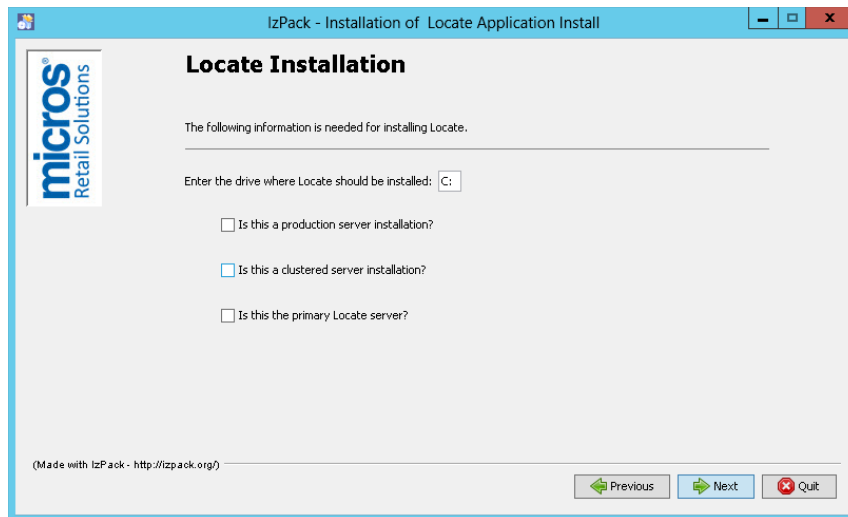 IzPack - Installation of Locate Application Install
micros®
Retail Solutions
Locate Installation
The following information is needed for installing Locate.
Enter the drive where Locate should be installed: C:
Is this a production server installation?
Is this a clustered server installation?
Is this the primary Locate server?
(Made with IzPack - http://izpack.org/)
Previous Next Quit